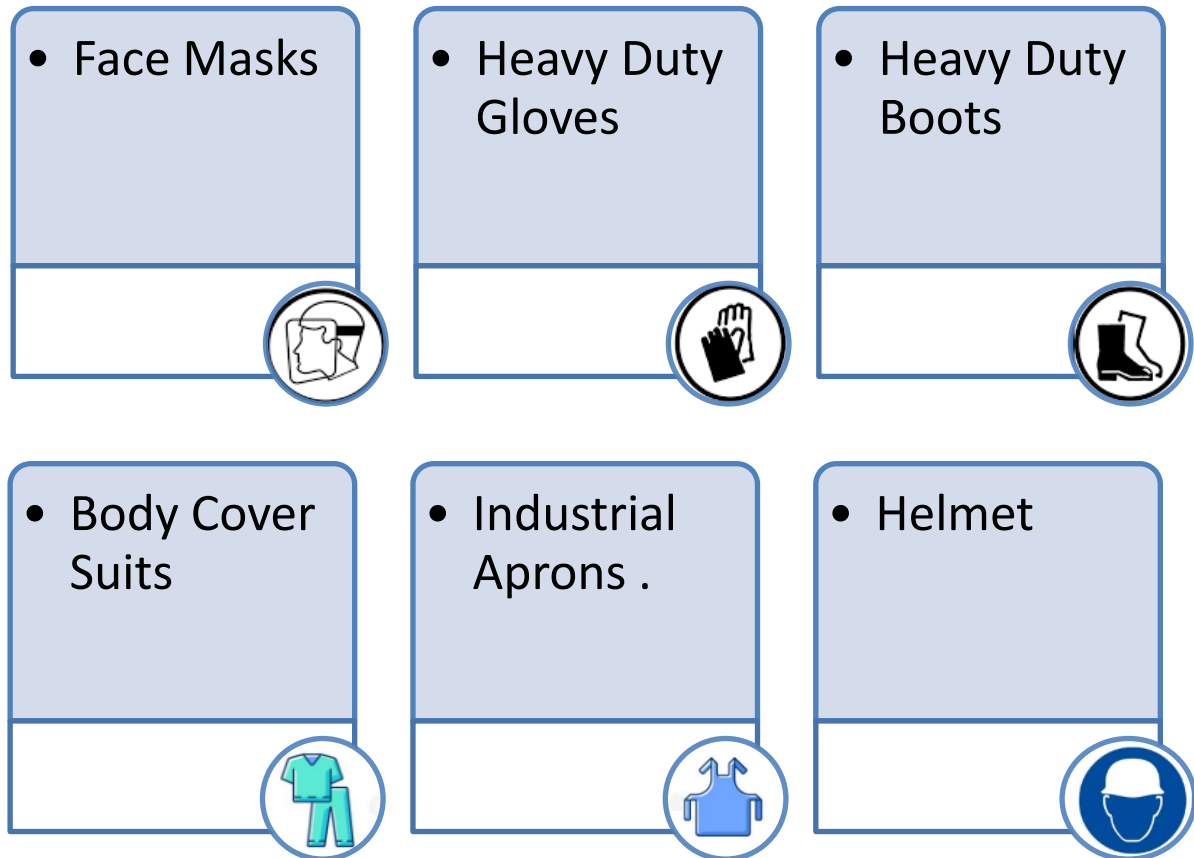 • Face Masks
• Heavy Duty
Gloves
• Heavy Duty
Boots
• Body Cover
Suits
• Industrial
Aprons .
• Helmet